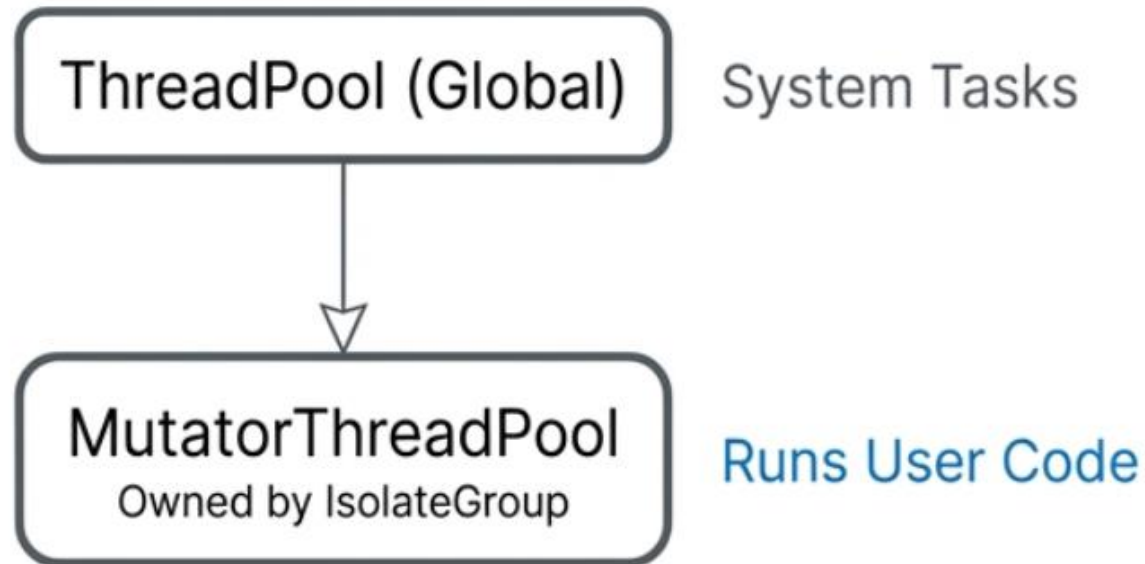 ThreadPool (Global)
System Tasks
MutatorThreadPool
Owned by IsolateGroup
Runs User Code